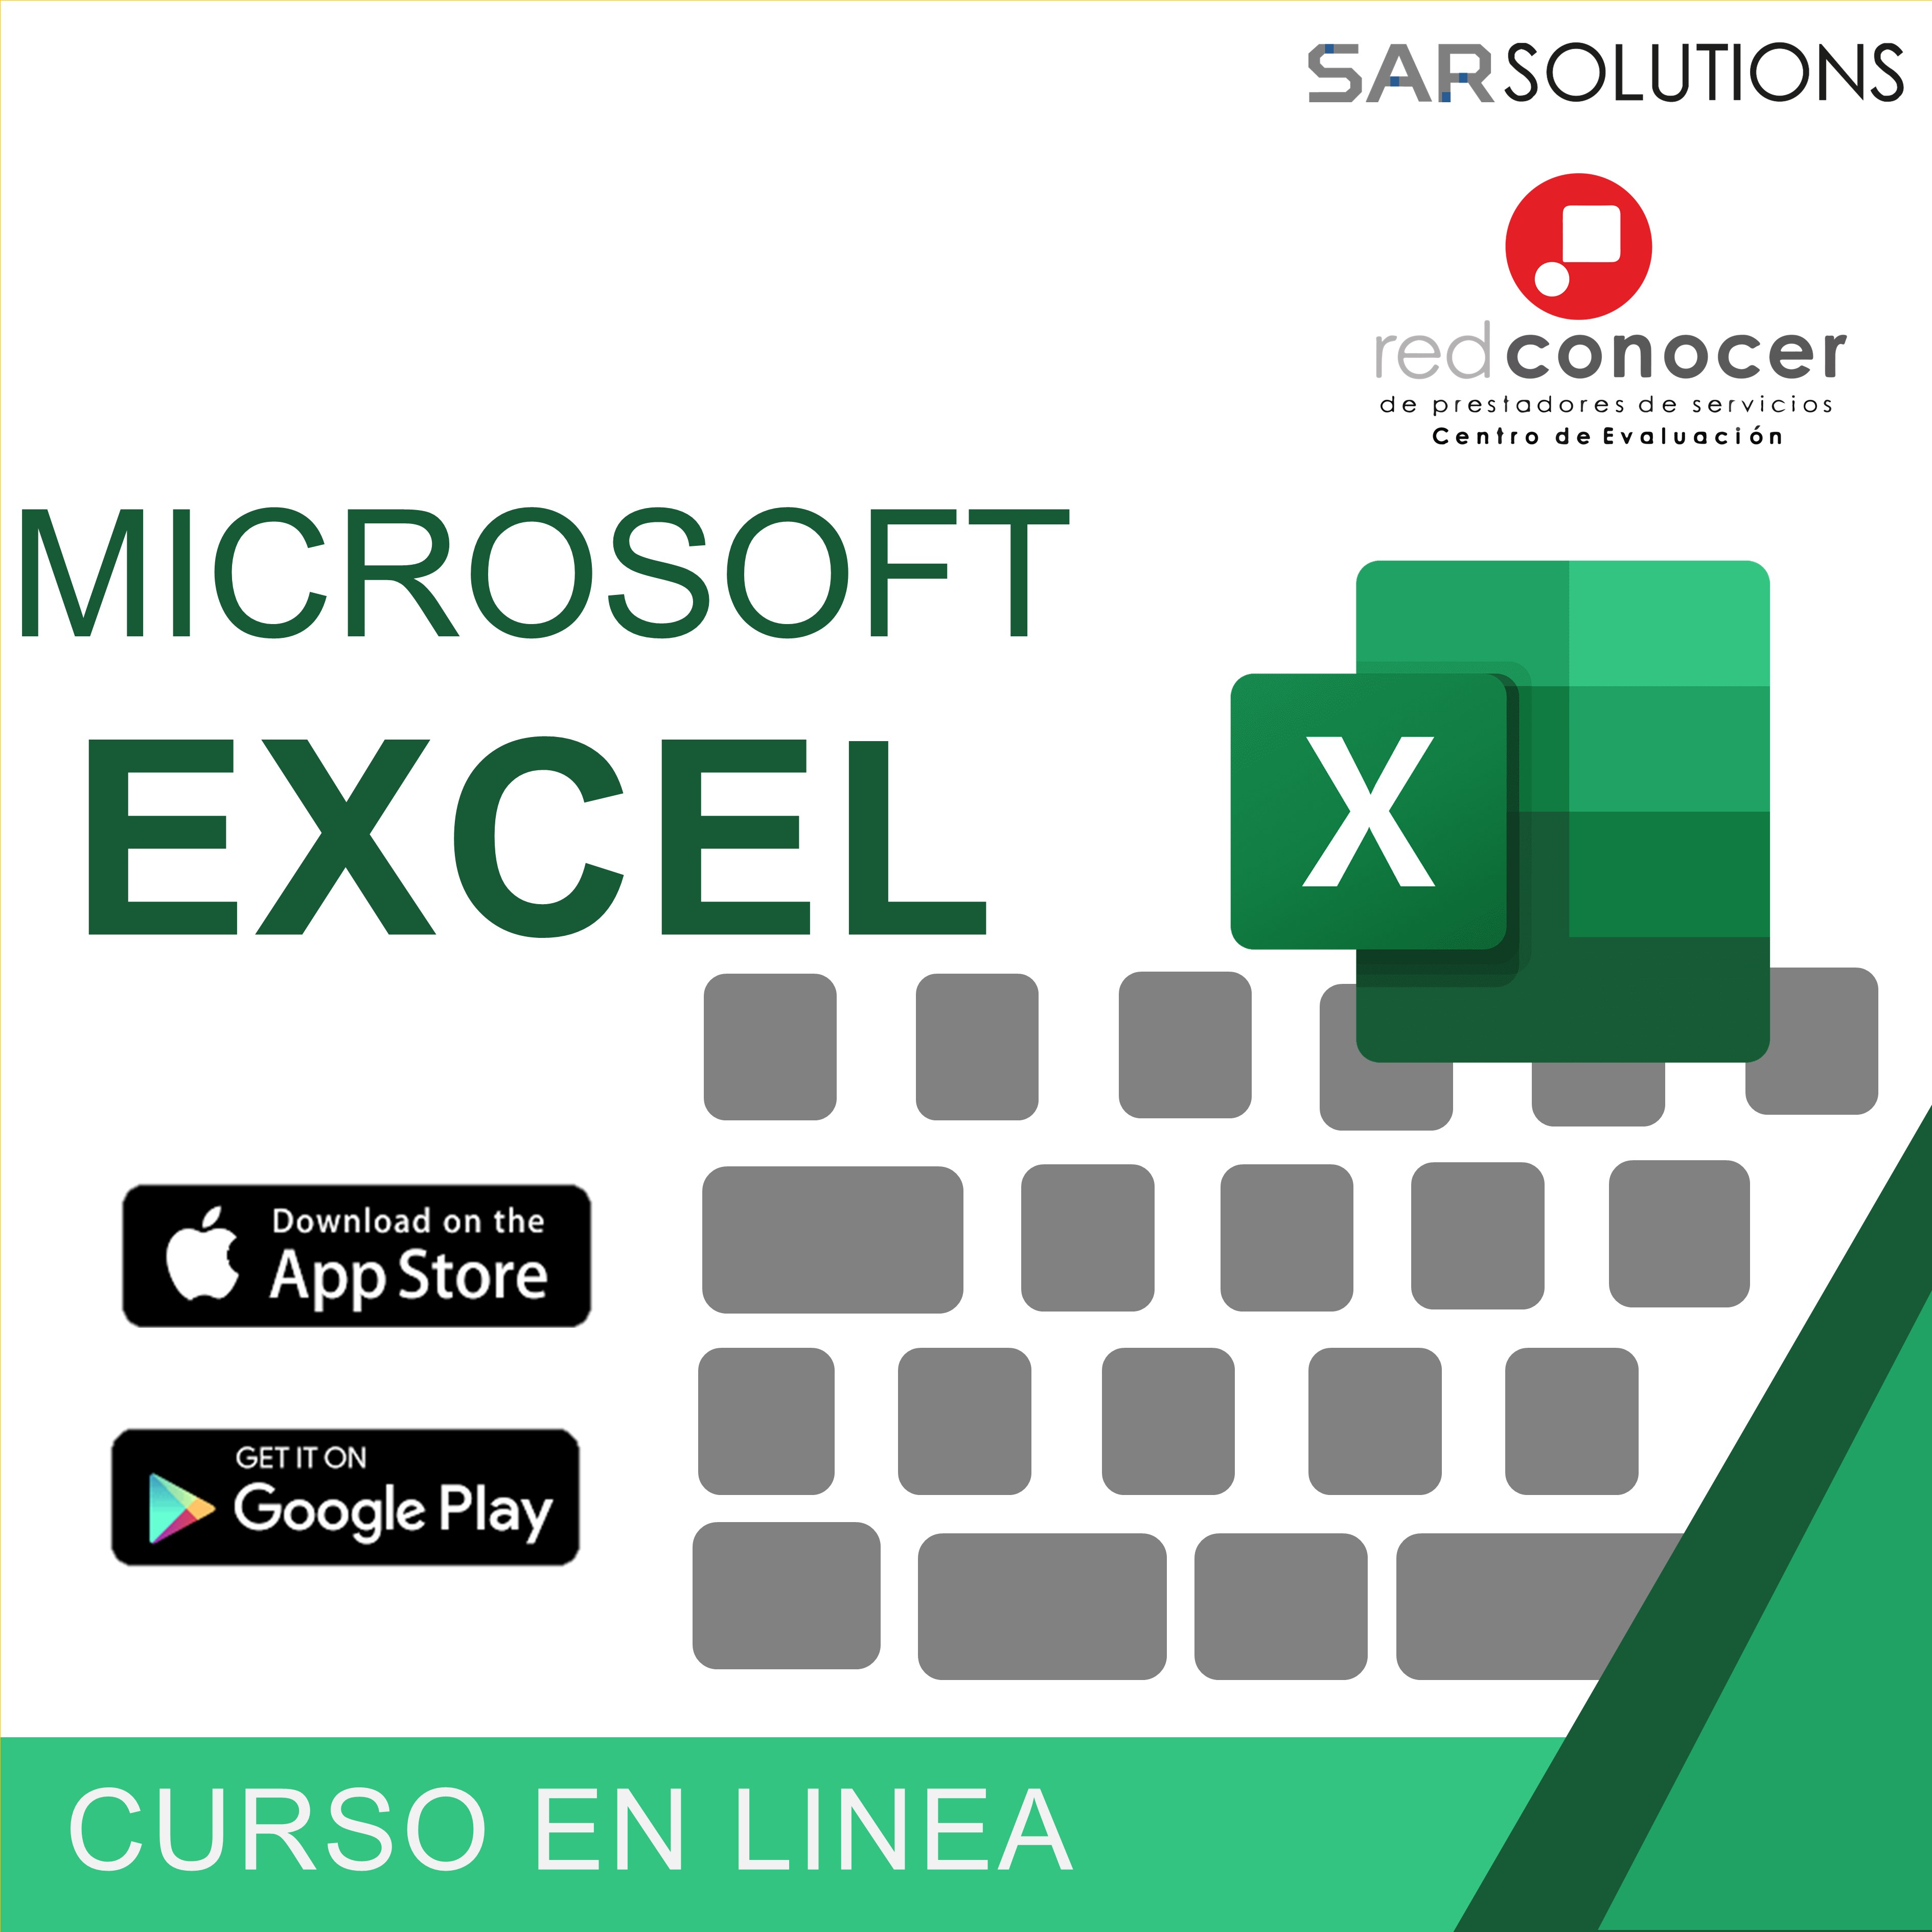 SARSOLUTIONS
red conocer
de prestadores de servicios
Centro de Evaluación
MICROSOFT
EXCEL
X
Download on the
App Store
GET IT ON
Google Play
CURSO EN LINEA